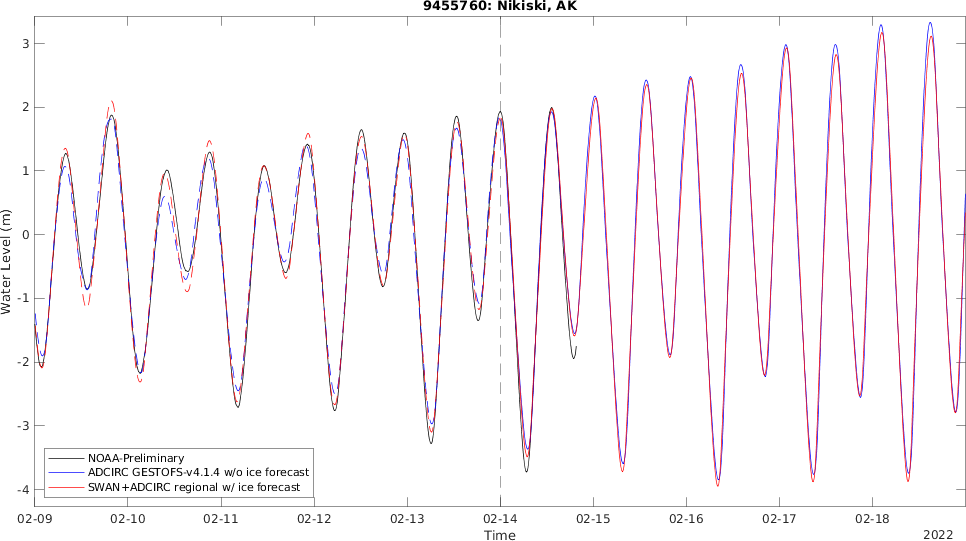 9455760: Nikiski, AK
Water Level (m)
3
2
1
0
-1
-2
-3
-4
NOAA-Preliminary
ADCIRC GESTOFS-v4.1.4 w/o ice forecast
SWAN+ADCIRC regional w/ ice forecast
02-09 02-10 02-11 02-12 02-13 02-14 02-15 02-16 02-17 02-18
Time
2022